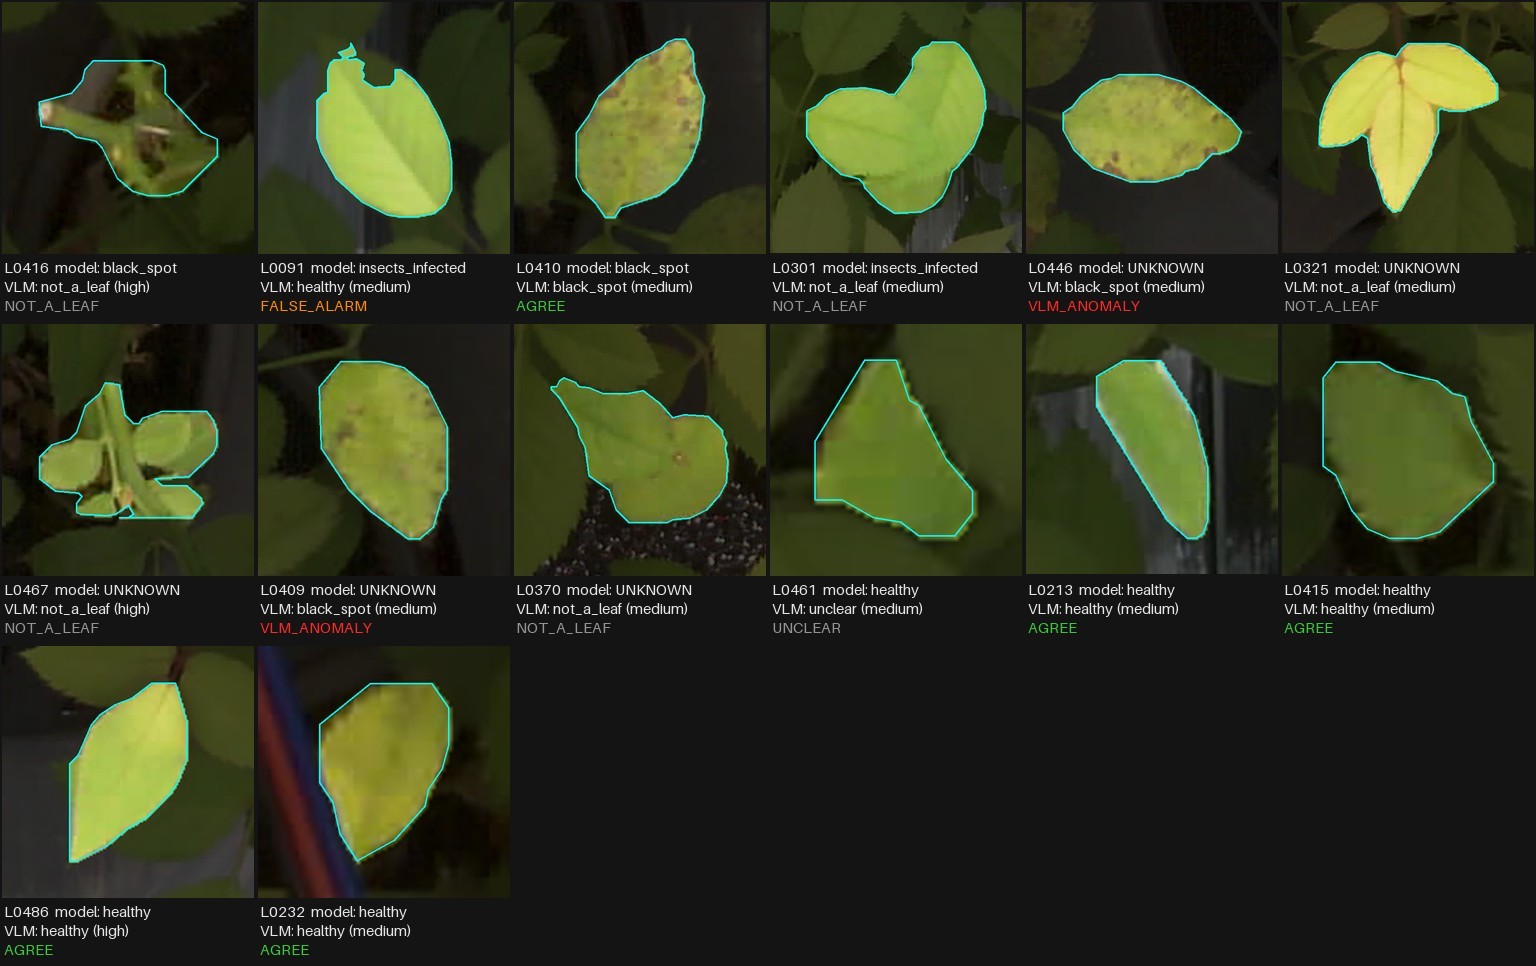 L0416 model: black_spot
VLM: not_a_leaf (high)
NOT_A_LEAF
L0091 model: insects_infected
VLM: healthy (medium)
FALSE_ALARM
L0410 model: black_spot
VLM: black_spot (medium)
AGREE
L0301 model: insects_infected
VLM: not_a_leaf (medium)
NOT_A_LEAF
L0446 model: UNKNOWN
VLM: black_spot (medium)
VLM_ANOMALY
L0321 model: UNKNOWN
VLM: not_a_leaf (medium)
NOT_A_LEAF
L0467 model: UNKNOWN
VLM: not_a_leaf (high)
NOT_A_LEAF
L0409 model: UNKNOWN
VLM: black_spot (medium)
VLM_ANOMALY
L0370 model: UNKNOWN
VLM: not_a_leaf (medium)
NOT_A_LEAF
L0461 model: healthy
VLM: unclear (medium)
UNCLEAR
L0213 model: healthy
VLM: healthy (medium)
AGREE
L0415 model: healthy
VLM: healthy (medium)
AGREE
L0486 model: healthy
VLM: healthy (high)
AGREE
L0232 model: healthy
VLM: healthy (medium)
AGREE